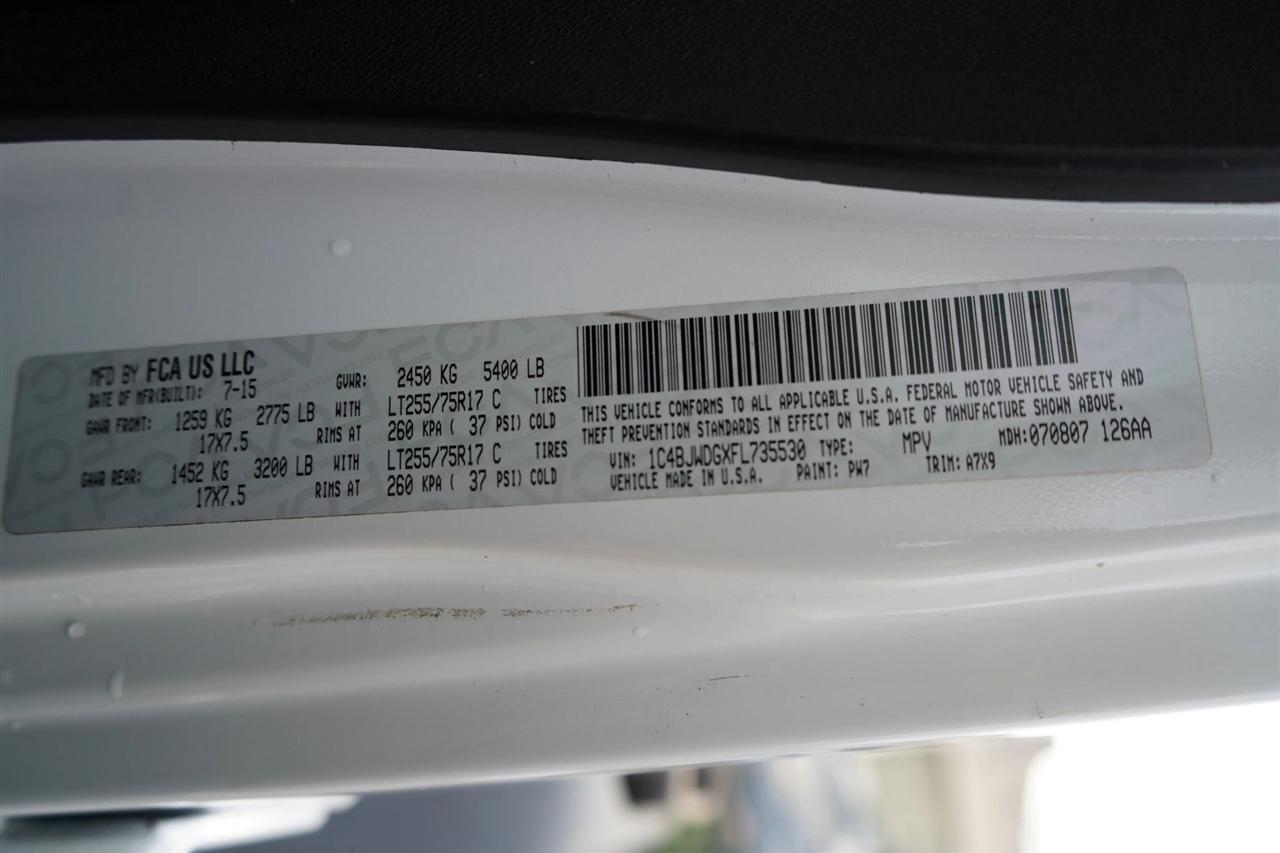 MFD BY FCA US LLC
DATE OF MFR(BUILT): 7-15
GVWR: 2450 KG 5400 LB
GAWR FRONT: 1259 KG 2775 LB WITH LT255/75R17 C TIRES
17X7.5 RIMS AT 260 KPA ( 37 PSI) COLD
GAWR REAR: 1452 KG 3200 LB WITH LT255/75R17 C TIRES
17X7.5 RIMS AT 260 KPA ( 37 PSI) COLD
THIS VEHICLE CONFORMS TO ALL APPLICABLE U.S.A. FEDERAL MOTOR VEHICLE SAFETY AND
THEFT PREVENTION STANDARDS IN EFFECT ON THE DATE OF MANUFACTURE SHOWN ABOVE.
VIN: 1C4BJWDGXFL735530 TYPE: MPV MDH:070807 126AA
VEHICLE MADE IN U.S.A. PAINT: PW7 TRIM: A7X9